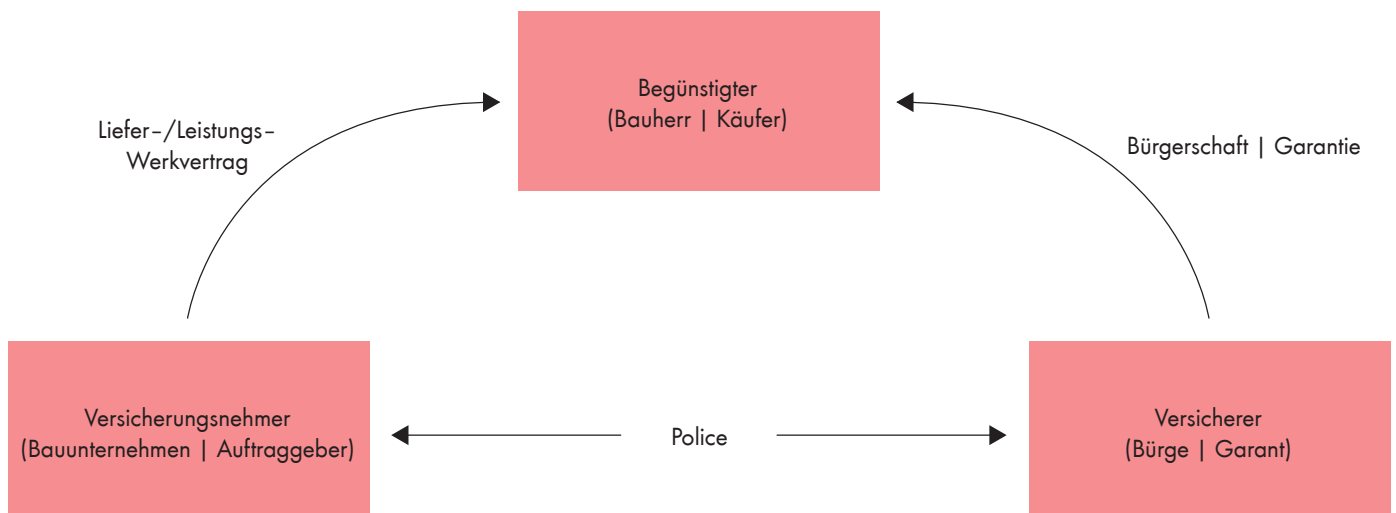 Begünstigter
(Bauherr | Käufer)
Liefer-/Leistungs-
Werkvertrag
Bürgerschaft | Garantie
Versicherungsnehmer
(Bauunternehmen | Auftraggeber)
Police
Versicherer
(Bürge | Garant)